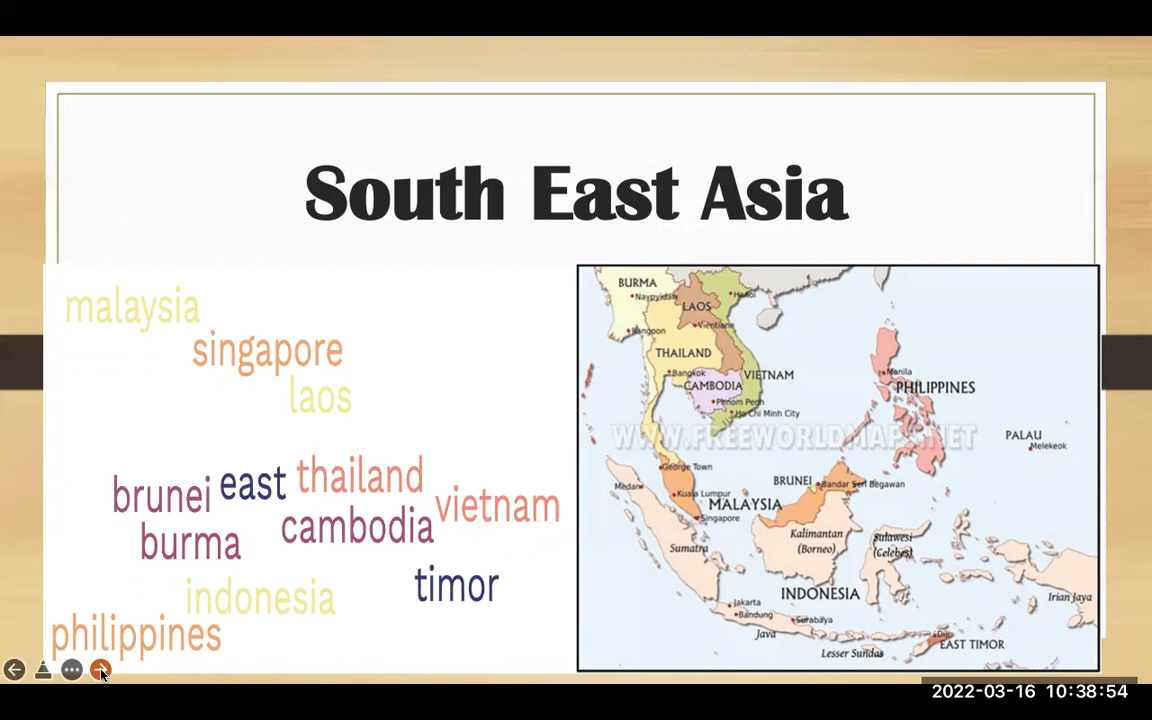 South East Asia
malaysia
singapore
laos
brunei east thailand
vietnam
burma cambodia
indonesia timor
philippines
BURMA
Naypyidaw
Hanoi
LAOS
Rangoon
Vientiane
THAILAND
Bangkok
VIETNAM
CAMBODIA
Phnom Penh
Ho Chi Minh City
Manila
PHILIPPINES
WWW.FREEWORLDMAPS.NET
PALAU
Melekeok
George Town
Medan
BRUNEI
Bandar Seri Begawan
Kuala Lumpur
MALAYSIA
Singapore
Kalimantan
(Borneo)
Sulawesi
(Celebes)
Sumatra
INDONESIA
Irian Jaya
Jakarta
Bandung
Surabaya
Java
Dili
EAST TIMOR
Lesser Sundas
2022-03-16 10:38:54